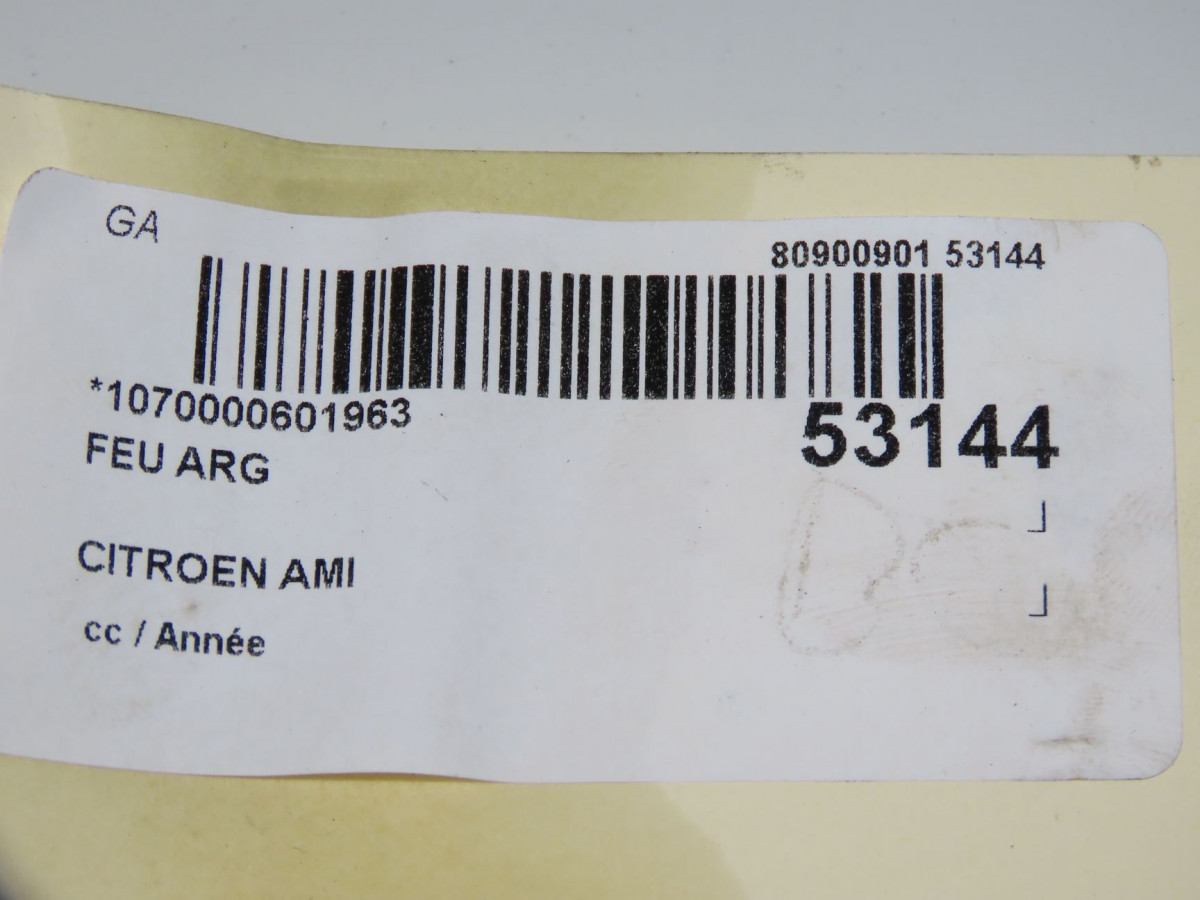 GA
80900901 53144
*1070000601963
53144
FEU ARG
CITROEN AMI
cc / Année